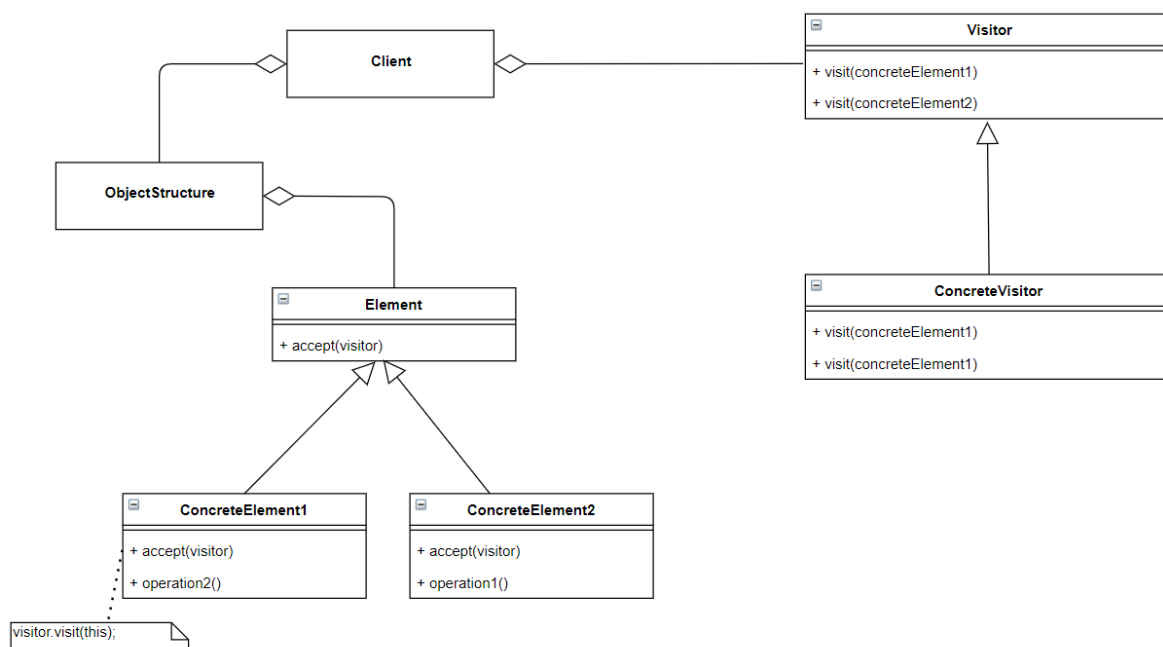 Client
Visitor
+ visit(concreteElement1)
+ visit(concreteElement2)
ObjectStructure
Element
+ accept(visitor)
ConcreteVisitor
+ visit(concreteElement1)
+ visit(concreteElement1)
ConcreteElement1
+ accept(visitor)
+ operation2()
ConcreteElement2
+ accept(visitor)
+ operation1()
visitor.visit(this);